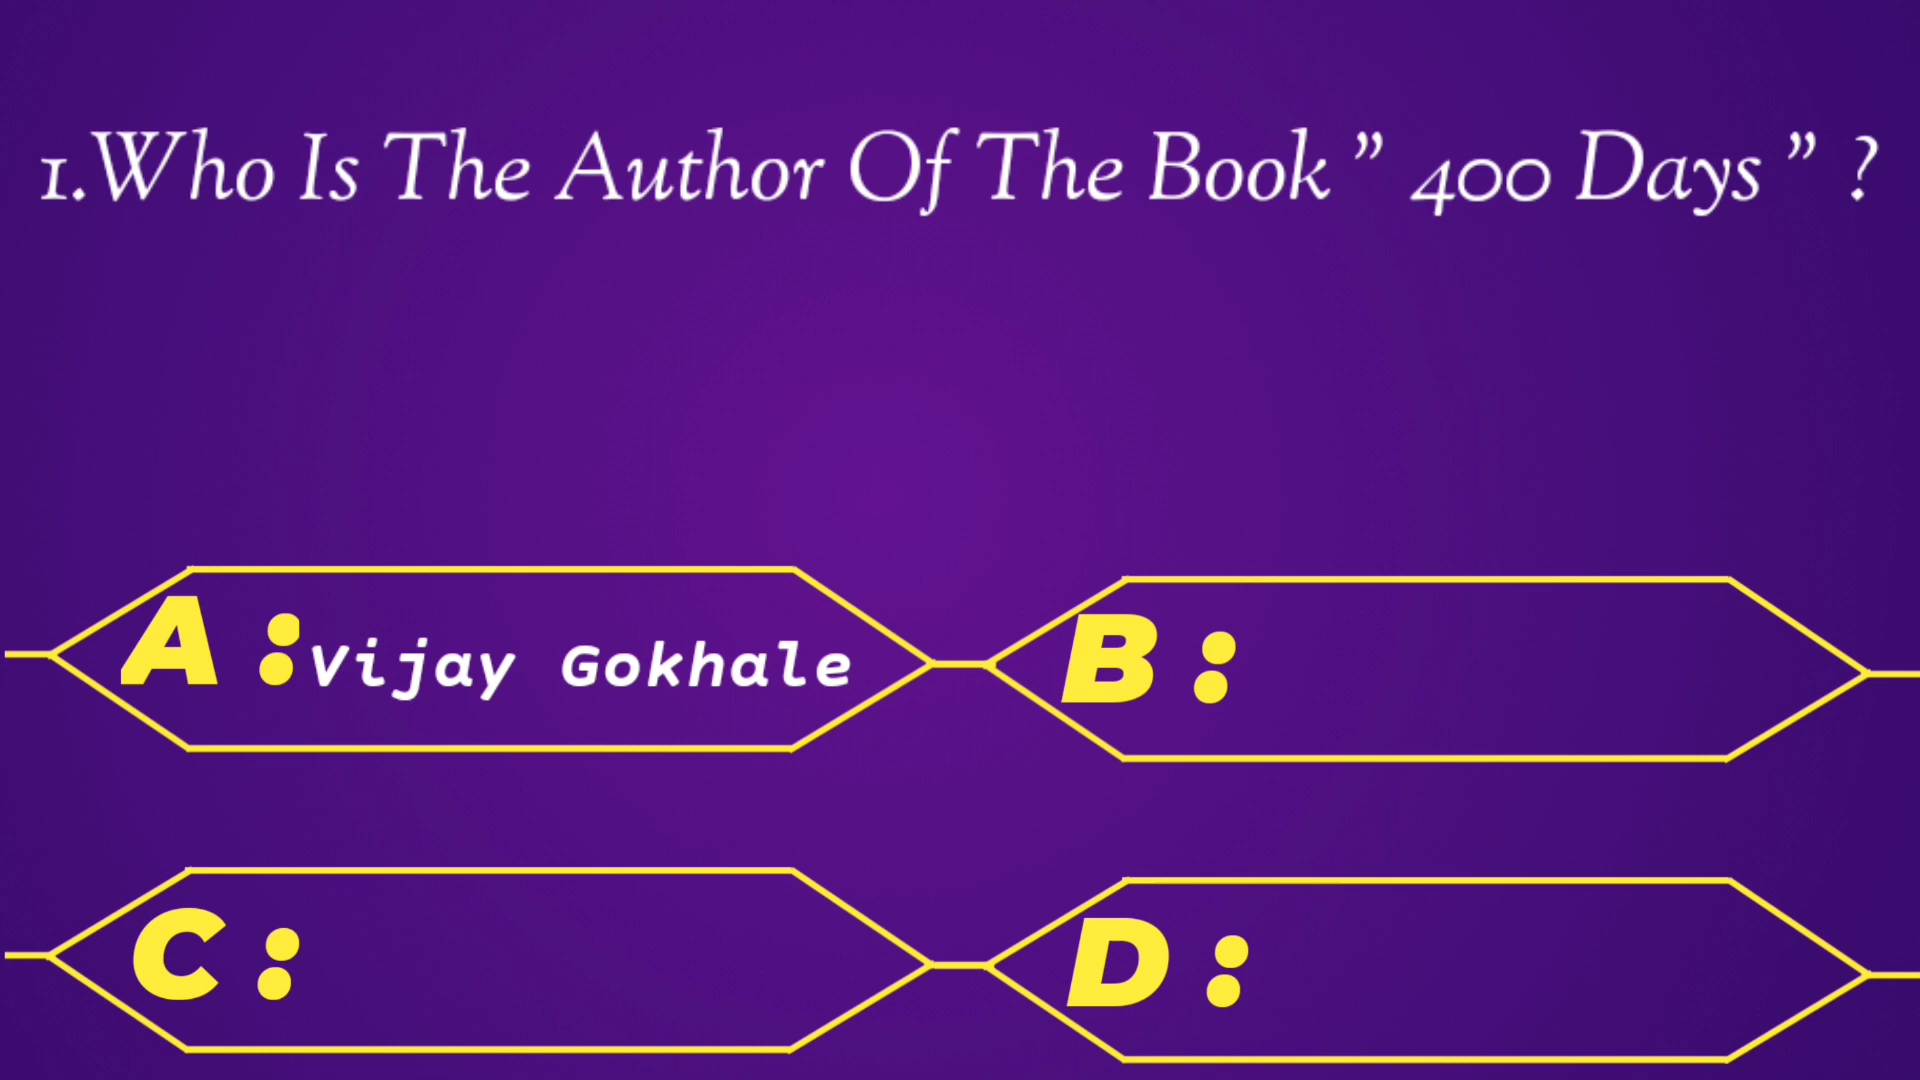 1.Who Is The Author Of The Book ” 400 Days ” ?
A :Vijay Gokhale
B :
C :
D :